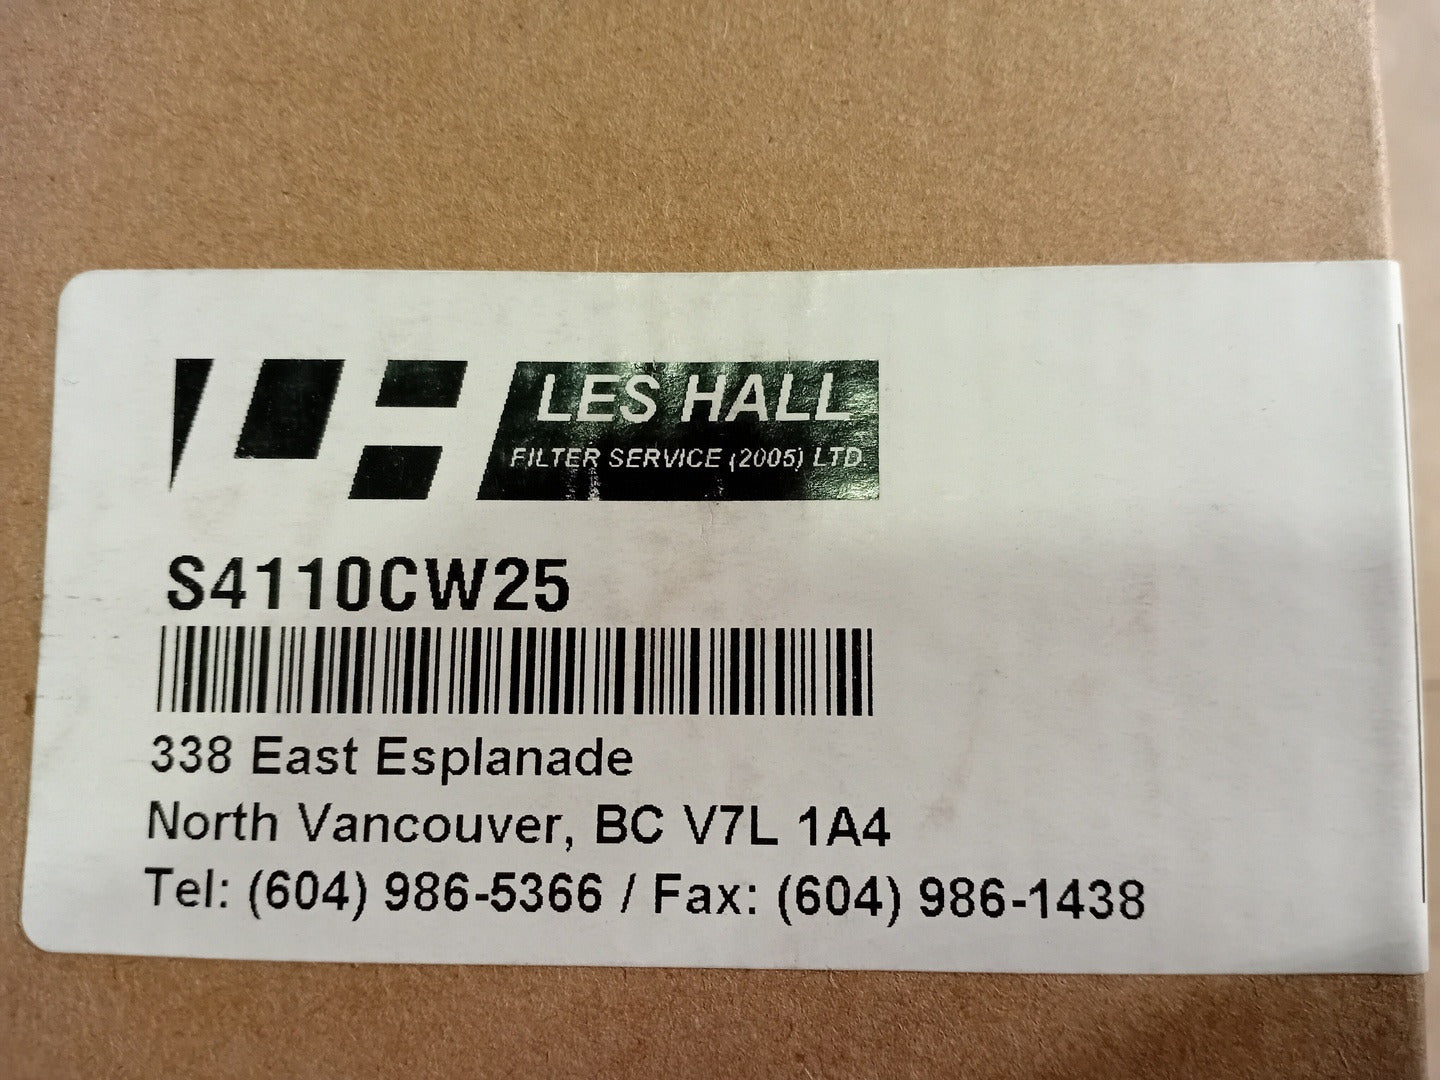 LES HALL
FILTER SERVICE (2005) LTD.
S4110CW25
338 East Esplanade
North Vancouver, BC V7L 1A4
Tel: (604) 986-5366 / Fax: (604) 986-1438